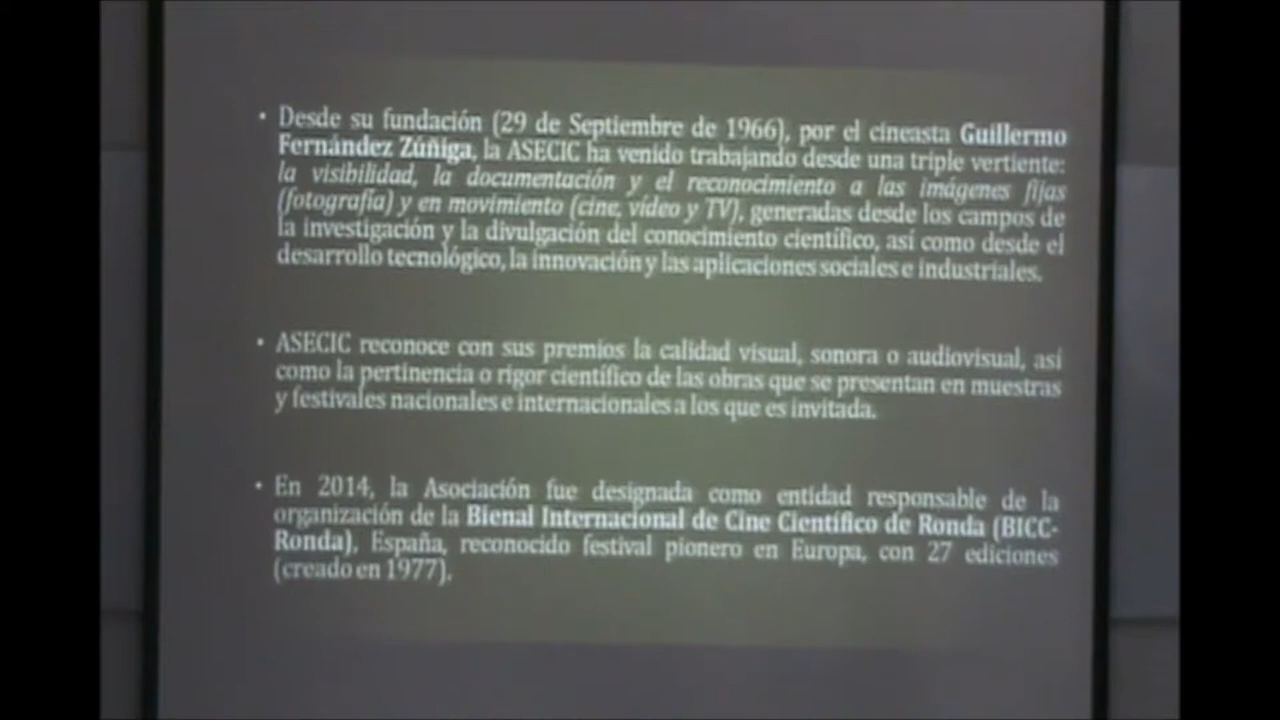 • Desde su fundación (29 de Septiembre de 1966), por el cineasta Guillermo
Fernández Zúñiga, la ASECIC ha venido trabajando desde una triple vertiente:
la visibilidad, la documentación y el reconocimiento a las imágenes fijas
(fotografía) y en movimiento (cine, vídeo y TV), generadas desde los campos de
la investigación y la divulgación del conocimiento científico, así como desde el
desarrollo tecnológico, la innovación y las aplicaciones sociales e industriales.
• ASECIC reconoce con sus premios la calidad visual, sonora o audiovisual, así
como la pertinencia o rigor científico de las obras que se presentan en muestras
y festivales nacionales e internacionales a los que es invitada.
• En 2014, la Asociación fue designada como entidad responsable de la
organización de la Bienal Internacional de Cine Científico de Ronda (BICC-
Ronda), España, reconocido festival pionero en Europa, con 27 ediciones
(creado en 1977).